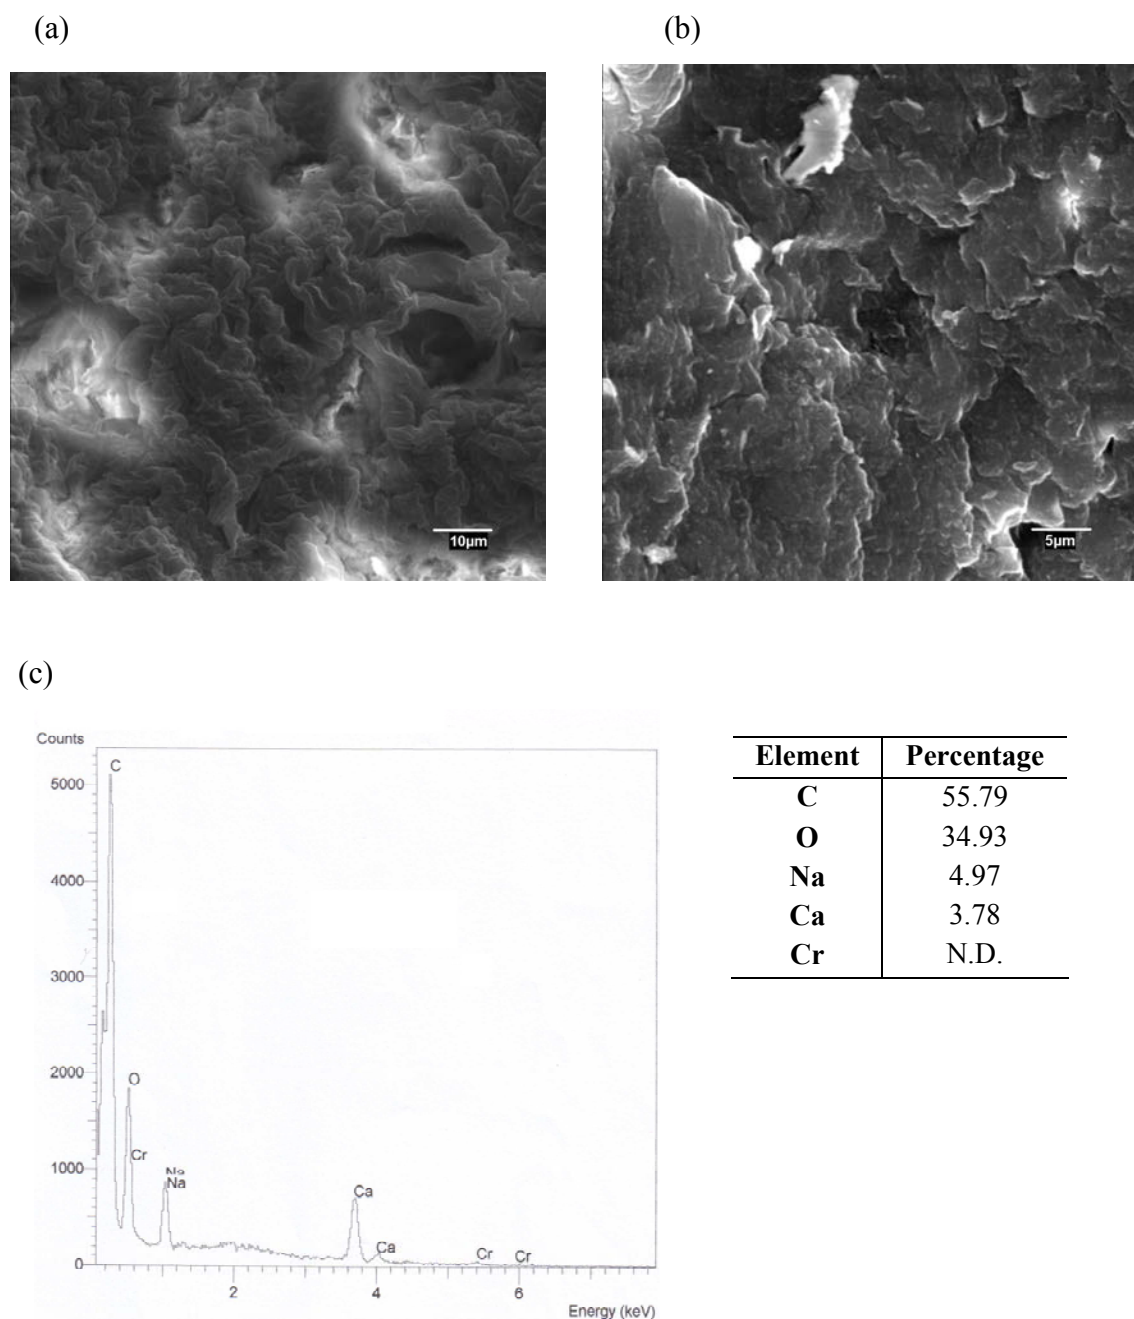 (a)
(b)
10µm
5µm
(c)
Counts
5000
4000
3000
2000
1000
0
C
O
Cr
Na
Na
Ca
Ca
Cr
Cr
2
4
6
Energy (keV)
Element Percentage
C 55.79
O 34.93
Na 4.97
Ca 3.78
Cr N.D.